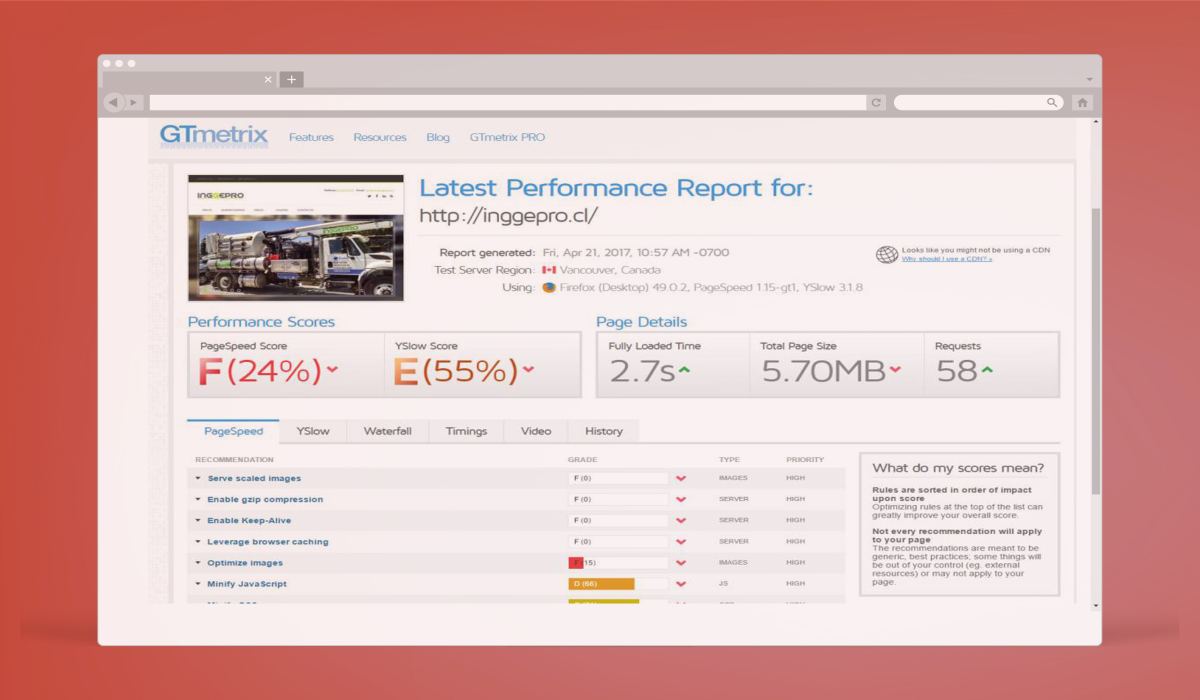 GTmetrix Features Resources Blog GTmetrix PRO
INGGEPRO
Latest Performance Report for:
http://inggepro.cl/
Report generated: Fri, Apr 21, 2017, 10:57 AM -0700
Test Server Region: Vancouver, Canada
Using: Firefox (Desktop) 49.0.2, PageSpeed 1.15-gt1, YSlow 3.1.8
Looks like you might not be using a CDN
Why should I use a CDN? »
Performance Scores
PageSpeed Score YSlow Score
F(24%) E(55%)
Page Details
Fully Loaded Time Total Page Size Requests
2.7s 5.70MB 58
PageSpeed YSlow Waterfall Timings Video History
RECOMMENDATION GRADE TYPE PRIORITY
Serve scaled images F (0) IMAGES HIGH
Enable gzip compression F (0) SERVER HIGH
Enable Keep-Alive F (0) SERVER HIGH
Leverage browser caching F (0) SERVER HIGH
Optimize images F (15) IMAGES HIGH
Minify JavaScript D (66) JS HIGH
What do my scores mean?
Rules are sorted in order of impact
upon score
Optimizing rules at the top of the list can
greatly improve your overall score.
Not every recommendation will apply
to your page
The recommendations are meant to be
generic, best practices; some things will
be out of your control (eg. external
resources) or may not apply to your
page.